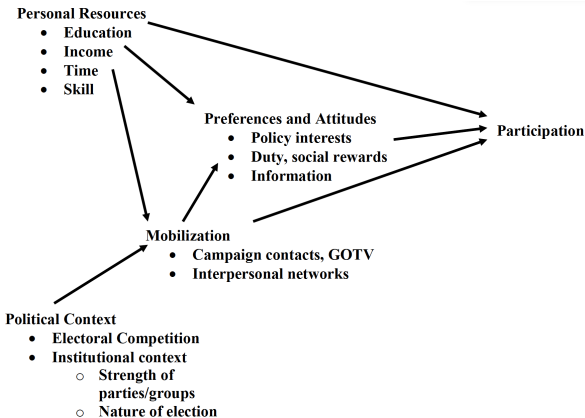 Personal Resources
• Education
• Income
• Time
• Skill
Preferences and Attitudes
• Policy interests
• Duty, social rewards
• Information
Participation
Mobilization
• Campaign contacts, GOTV
• Interpersonal networks
Political Context
• Electoral Competition
• Institutional context
○ Strength of
parties/groups
○ Nature of election